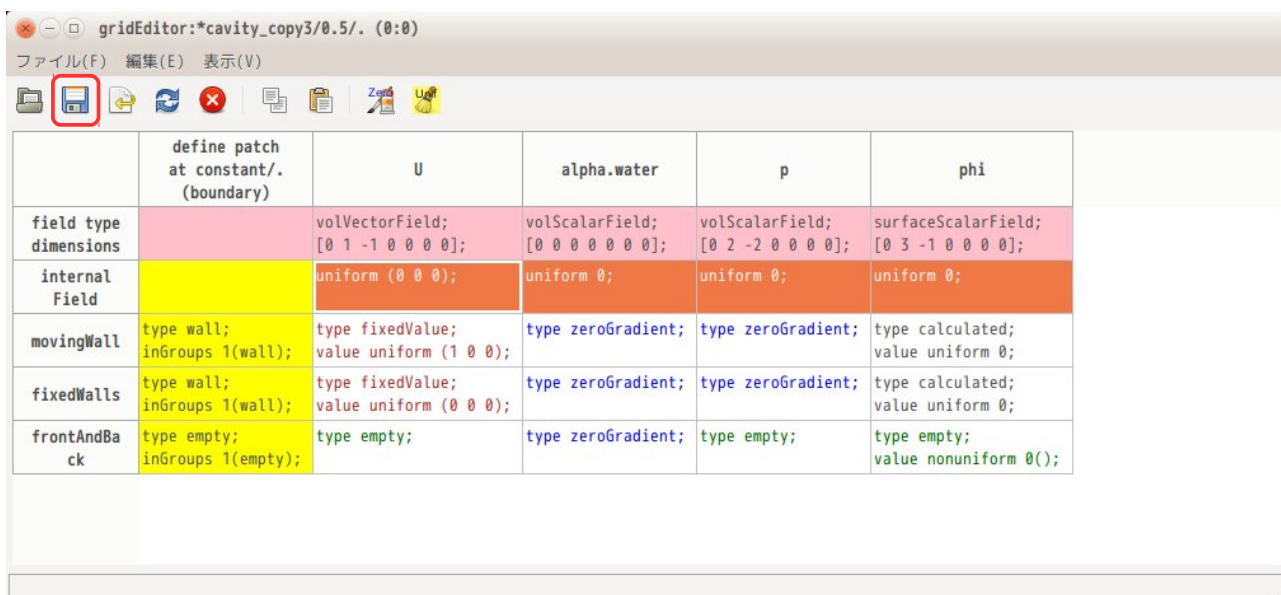 gridEditor:*cavity_copy3/0.5/. (0:0)
ファイル(F) 編集(E) 表示(V)
Zero
Unif
define patch
at constant/.
(boundary)
U
alpha.water
p
phi
field type
dimensions
volVectorField;
[0 1 -1 0 0 0 0];
volScalarField;
[0 0 0 0 0 0 0];
volScalarField;
[0 2 -2 0 0 0 0];
surfaceScalarField;
[0 3 -1 0 0 0 0];
internal
Field
uniform (0 0 0);
uniform 0;
uniform 0;
uniform 0;
movingWall
type wall;
inGroups 1(wall);
type fixedValue;
value uniform (1 0 0);
type zeroGradient;
type zeroGradient;
type calculated;
value uniform 0;
fixedWalls
type wall;
inGroups 1(wall);
type fixedValue;
value uniform (0 0 0);
type zeroGradient;
type zeroGradient;
type calculated;
value uniform 0;
frontAndBa
ck
type empty;
inGroups 1(empty);
type empty;
type zeroGradient;
type empty;
type empty;
value nonuniform 0();